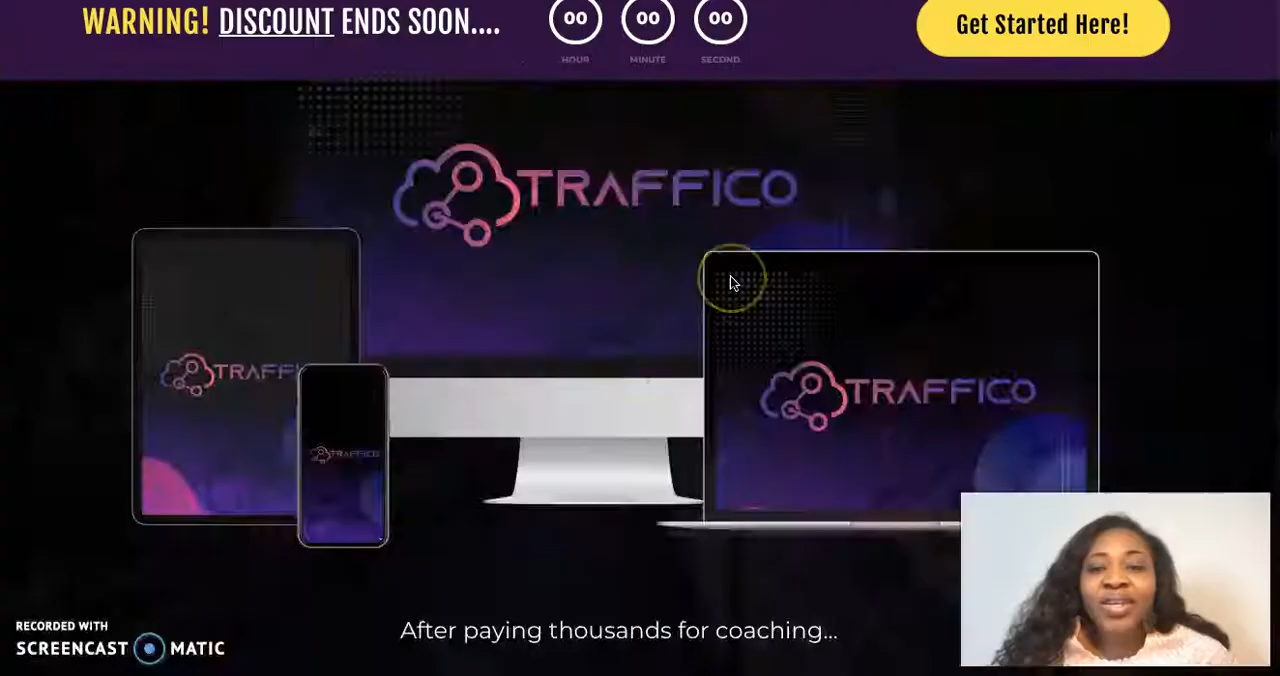 WARNING! DISCOUNT ENDS SOON....
00 00 00
HOUR MINUTE SECOND
Get Started Here!
TRAFFICO
TRAFFI
TRAFFICO
TRAFFICO
After paying thousands for coaching...
RECORDED WITH
SCREENCAST MATIC